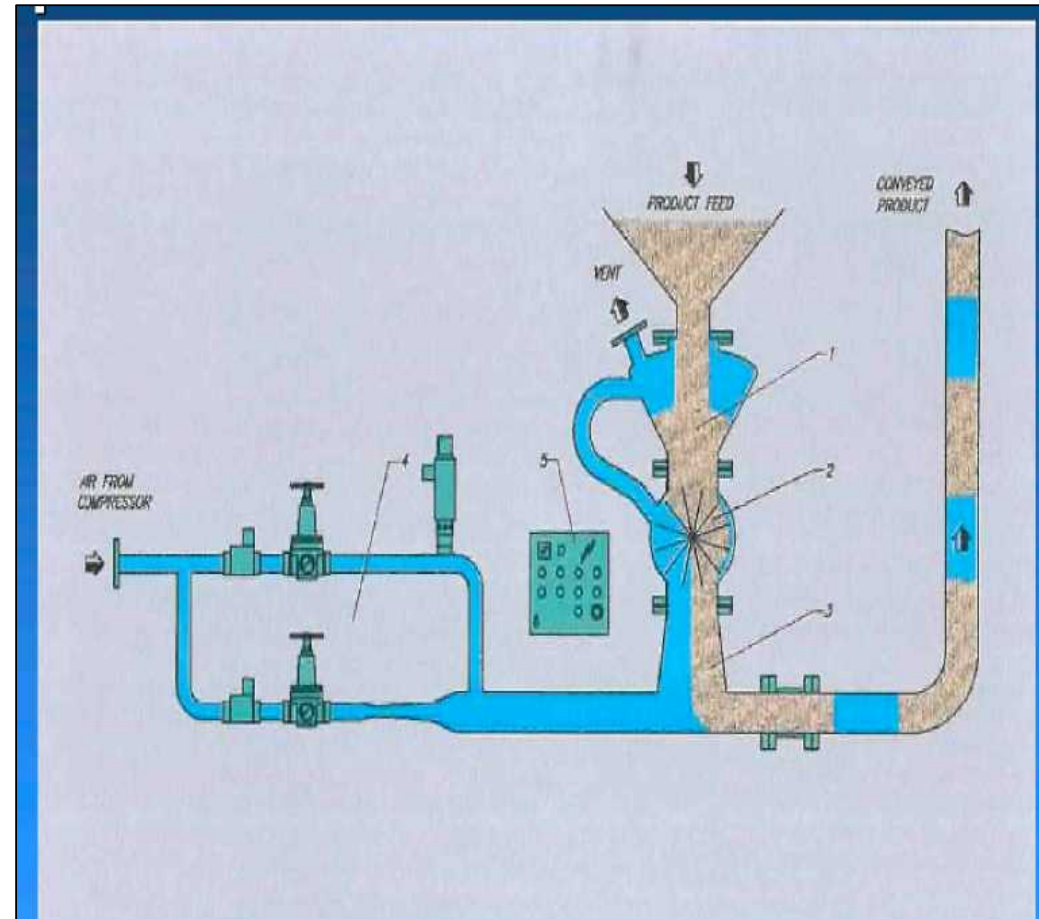 PRODUCT FEED
CONVEYED
PRODUCT
VENT
1
AIR FROM
COMPRESSOR
4
5
2
3